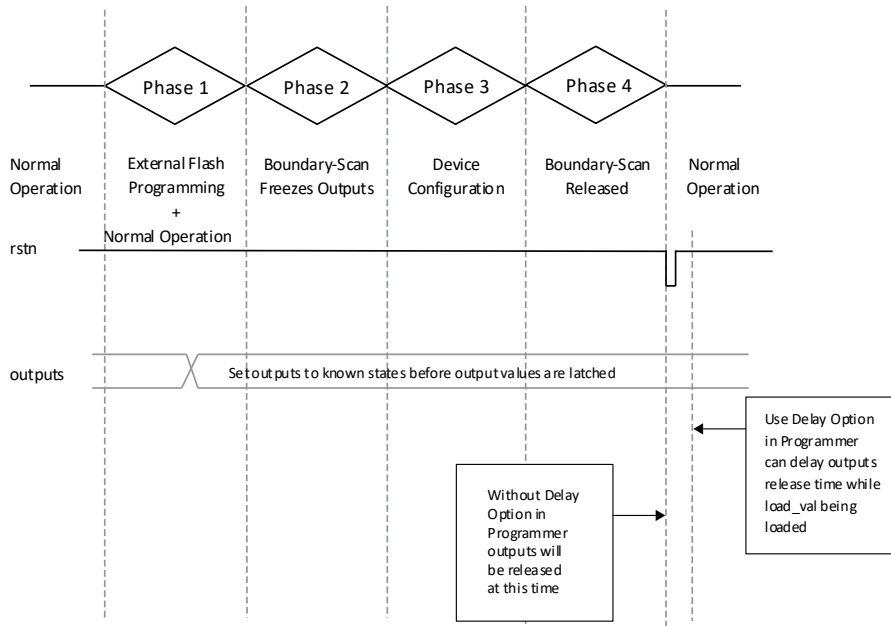 Phase 1
Phase 2
Phase 3
Phase 4
Normal
Operation
External Flash
Programming
+
Normal Operation
Boundary-Scan
Freezes Outputs
Device
Configuration
Boundary-Scan
Released
Normal
Operation
rstn
outputs
Set outputs to known states before output values are latched
Use Delay Option
in Programmer
can delay outputs
release time while
load_val being
loaded
Without Delay
Option in
Programmer
outputs will
be released
at this time